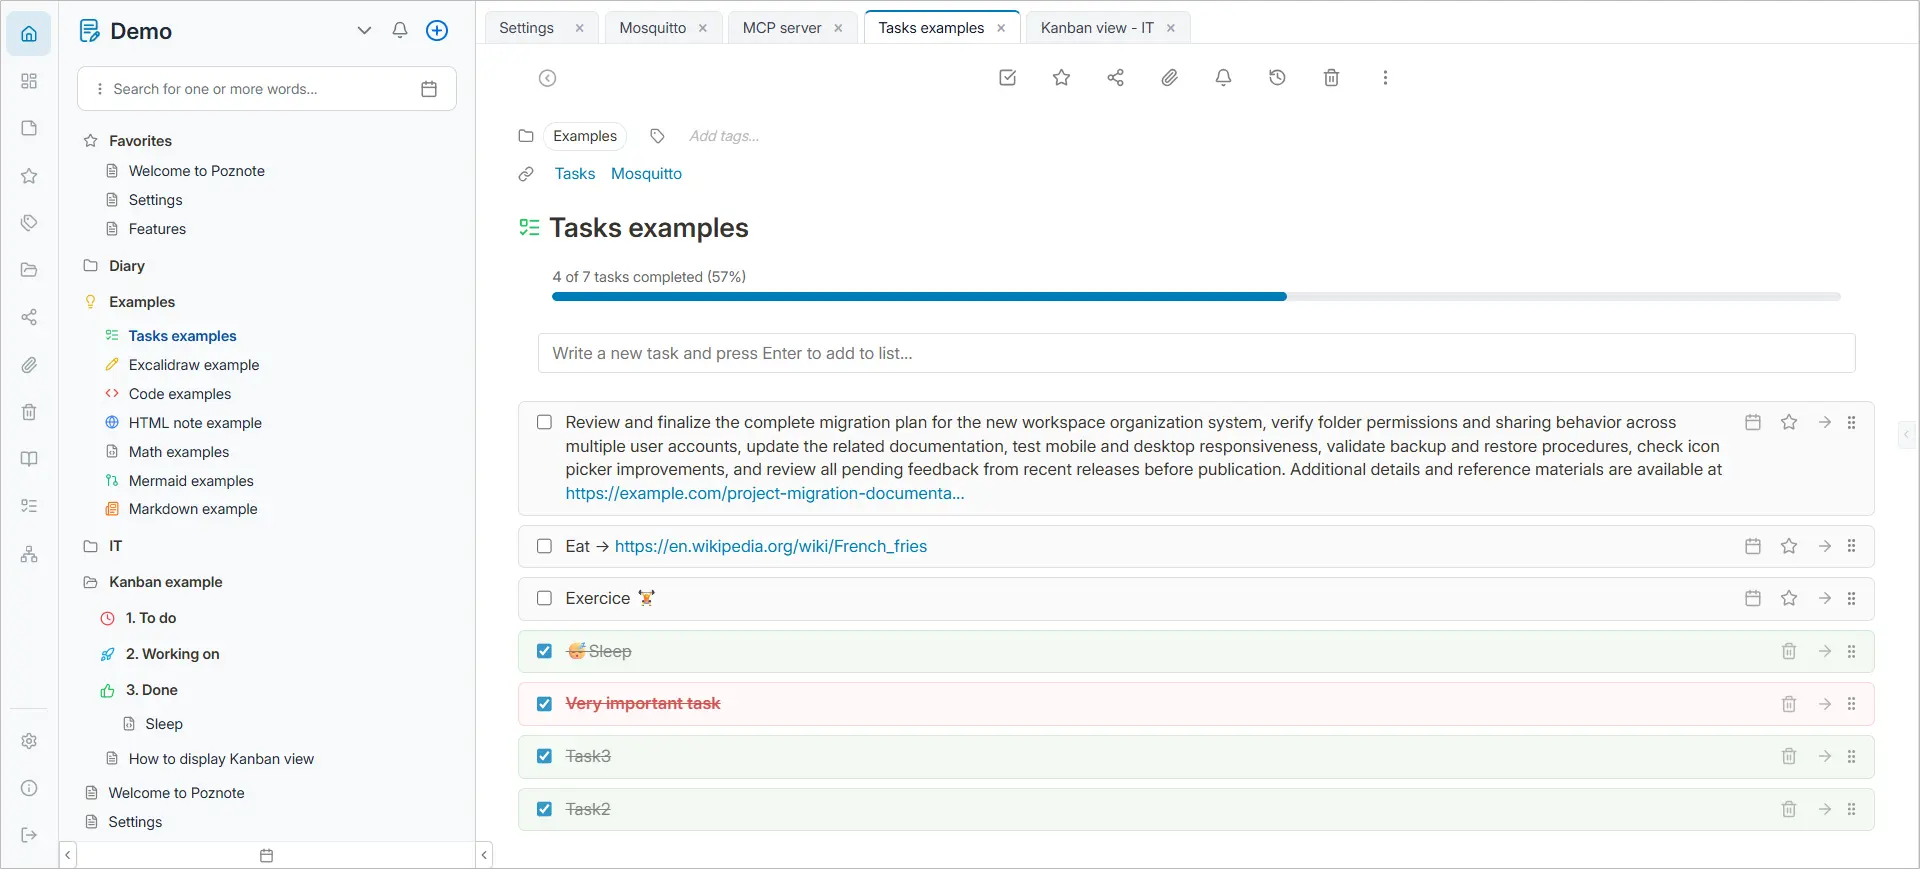 Demo
Search for one or more words...
Favorites
Welcome to Poznote
Settings
Features
Diary
Examples
Tasks examples
Excalidraw example
Code examples
HTML note example
Math examples
Mermaid examples
Markdown example
IT
Kanban example
1. To do
2. Working on
3. Done
Sleep
How to display Kanban view
Welcome to Poznote
Settings
Settings
Mosquitto
MCP server
Tasks examples
Kanban view - IT
Examples
Add tags...
Tasks Mosquitto
Tasks examples
4 of 7 tasks completed (57%)
Write a new task and press Enter to add to list...
Review and finalize the complete migration plan for the new workspace organization system, verify folder permissions and sharing behavior across
multiple user accounts, update the related documentation, test mobile and desktop responsiveness, validate backup and restore procedures, check icon
picker improvements, and review all pending feedback from recent releases before publication. Additional details and reference materials are available at
https://example.com/project-migration-documenta...
Eat → https://en.wikipedia.org/wiki/French_fries
Exercice 🏋️
😴Sleep
Very important task
Task3
Task2